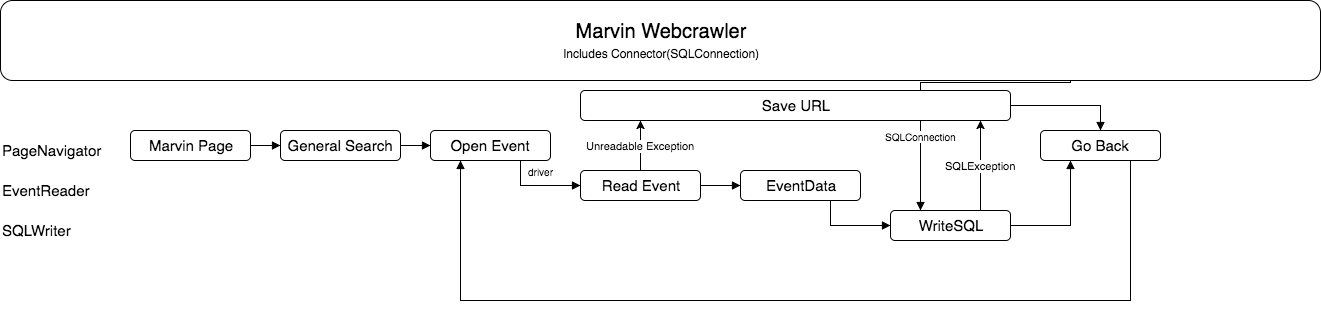 Marvin Webcrawler
Includes Connector(SQLConnection)
Save URL
PageNavigator
Marvin Page
General Search
Open Event
Unreadable Exception
SQLConnection
Go Back
SQLException
driver
EventReader
Read Event
EventData
SQLWriter
WriteSQL